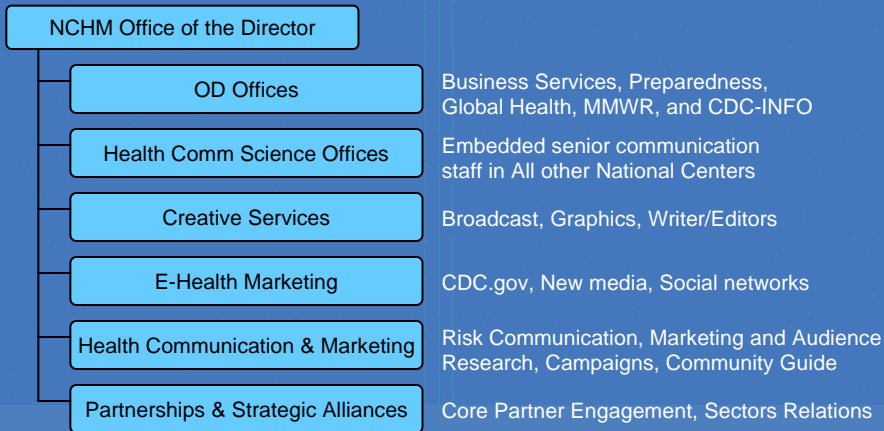 NCHM Office of the Director
OD Offices
Business Services, Preparedness,
Global Health, MMWR, and CDC-INFO
Health Comm Science Offices
Embedded senior communication
staff in All other National Centers
Creative Services
Broadcast, Graphics, Writer/Editors
E-Health Marketing
CDC.gov, New media, Social networks
Health Communication & Marketing
Risk Communication, Marketing and Audience
Research, Campaigns, Community Guide
Partnerships & Strategic Alliances
Core Partner Engagement, Sectors Relations